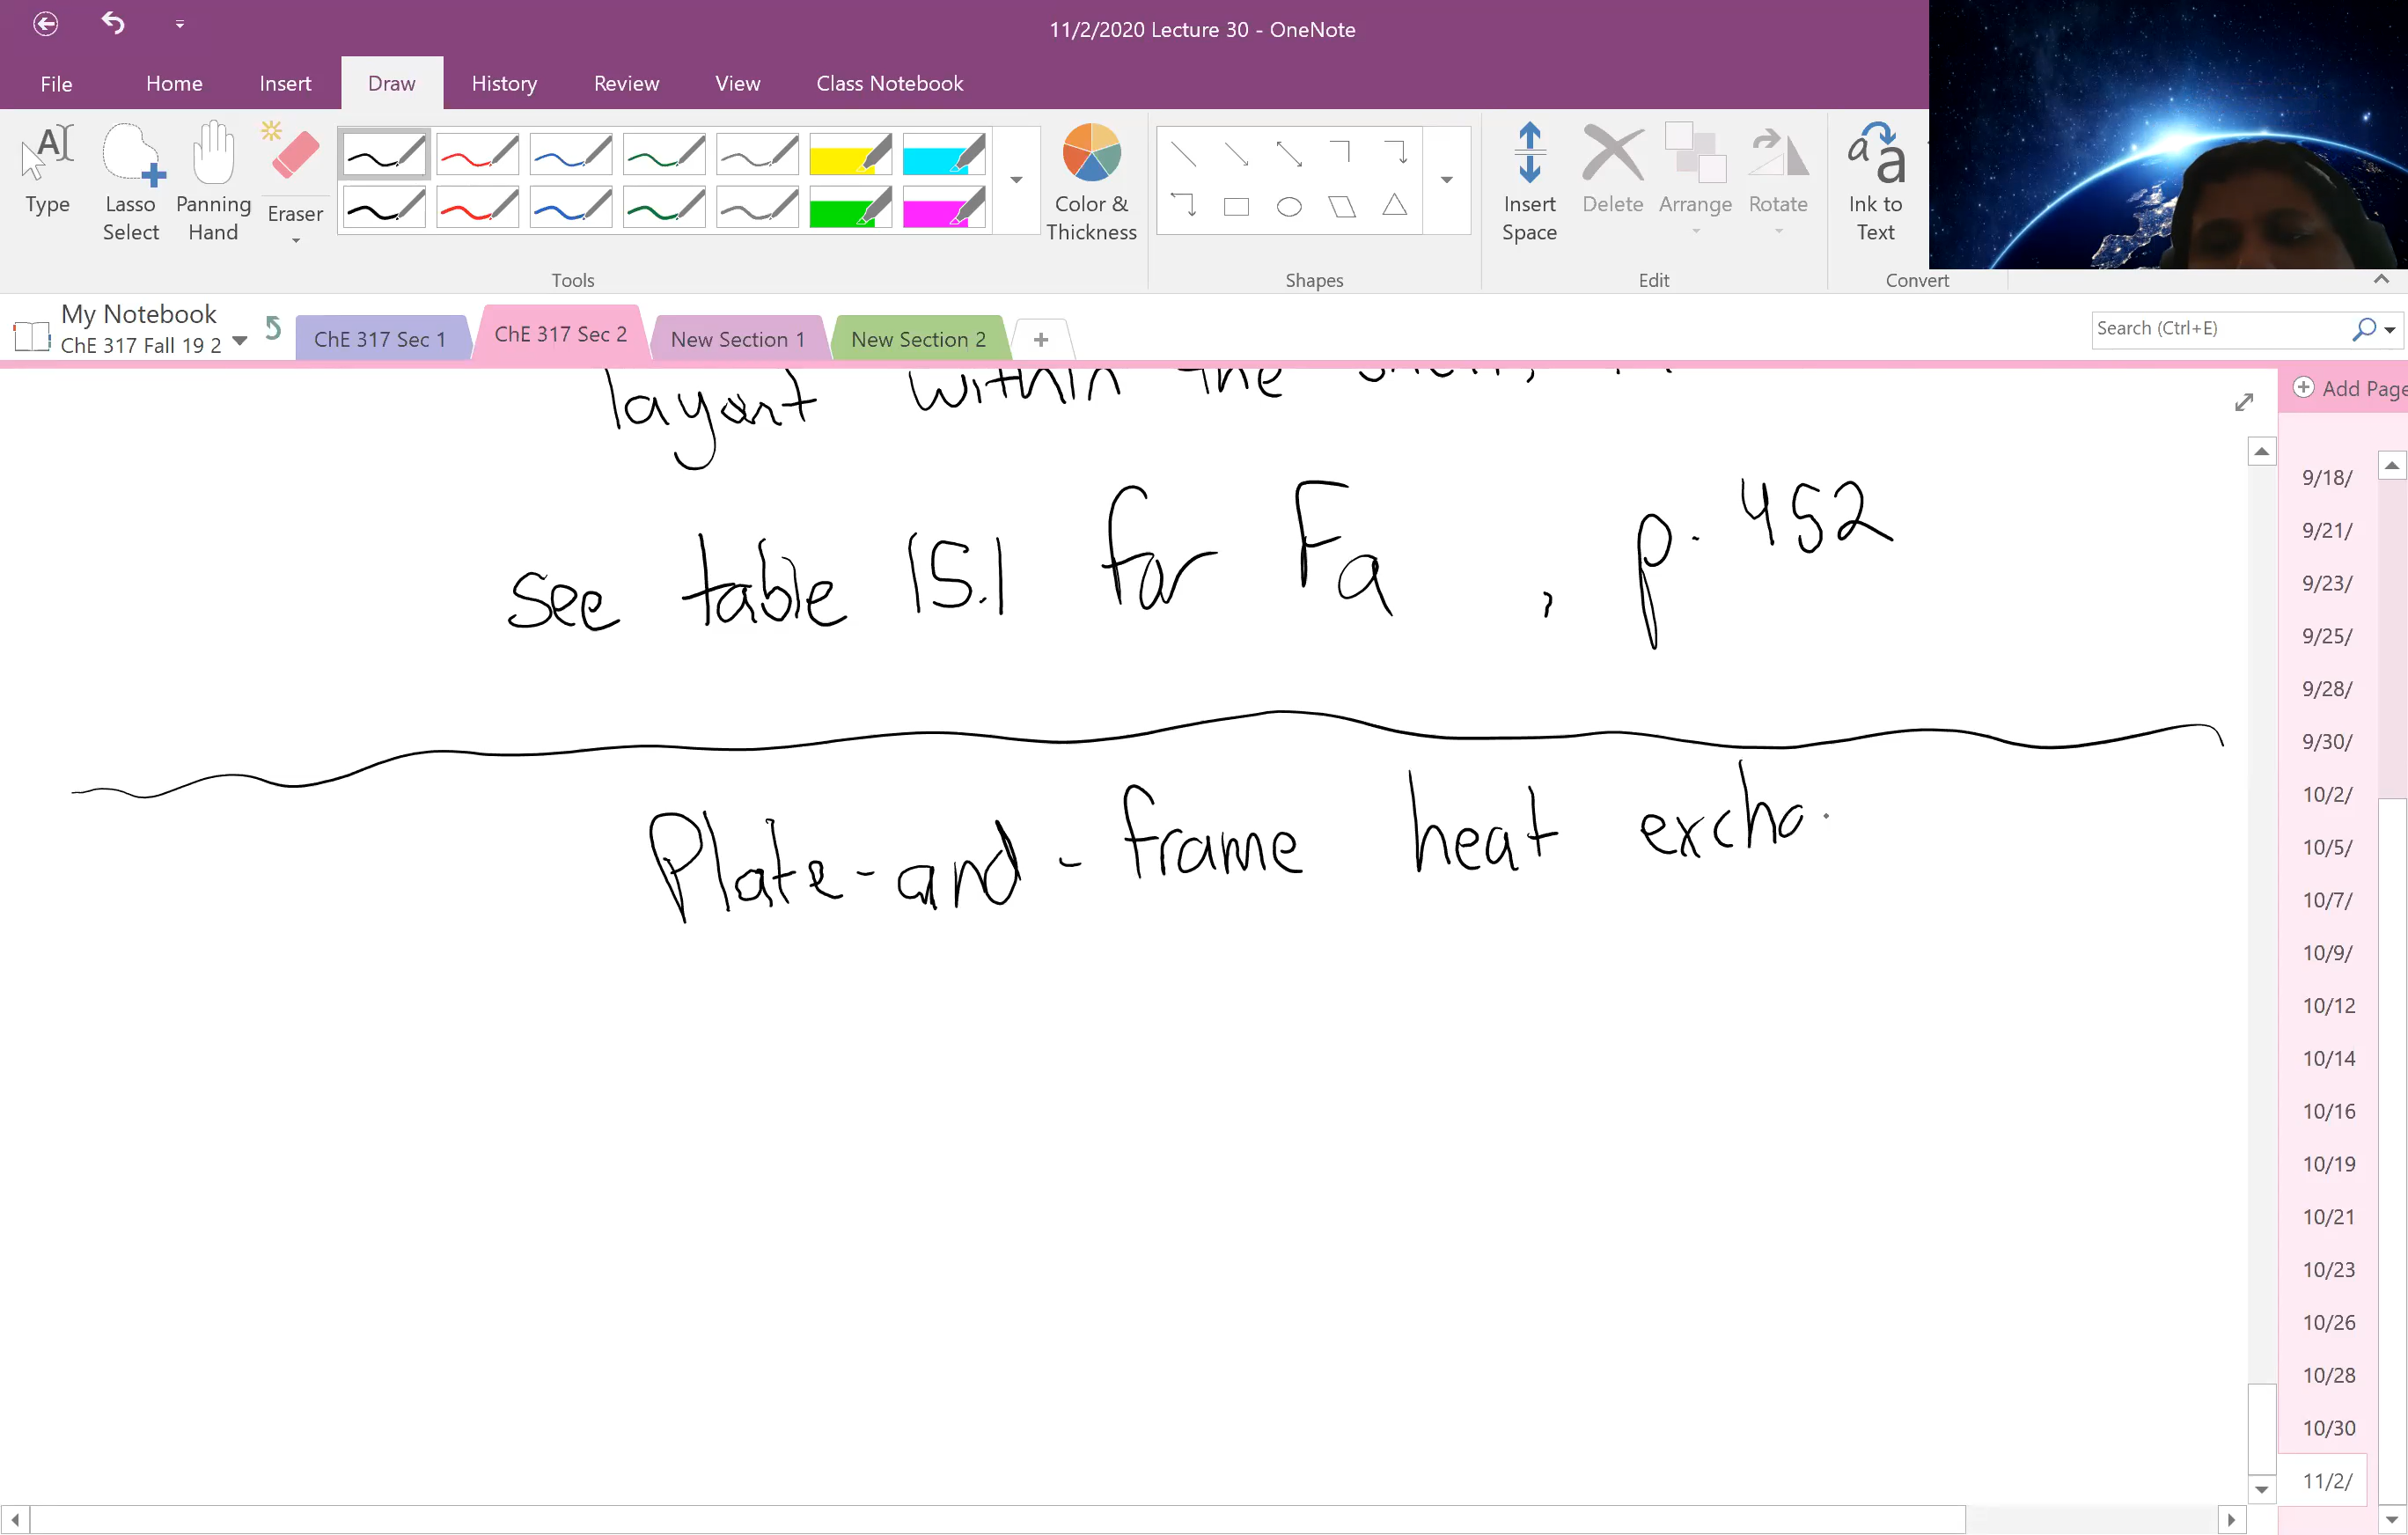 11/2/2020 Lecture 30 - OneNote
File Home Insert Draw History Review View Class Notebook
Type
Lasso Select
Panning Hand
Eraser
Color & Thickness
Insert Space
Delete
Arrange
Rotate
Ink to Text
Tools Shapes Edit Convert
My Notebook
ChE 317 Fall 19 2
ChE 317 Sec 1
ChE 317 Sec 2
New Section 1
New Section 2
Search (Ctrl+E)
Add Page
layout within the
see table 15.1 for Fa , p. 452
Plate-and-frame heat excha
9/18/
9/21/
9/23/
9/25/
9/28/
9/30/
10/2/
10/5/
10/7/
10/9/
10/12
10/14
10/16
10/19
10/21
10/23
10/26
10/28
10/30
11/2/